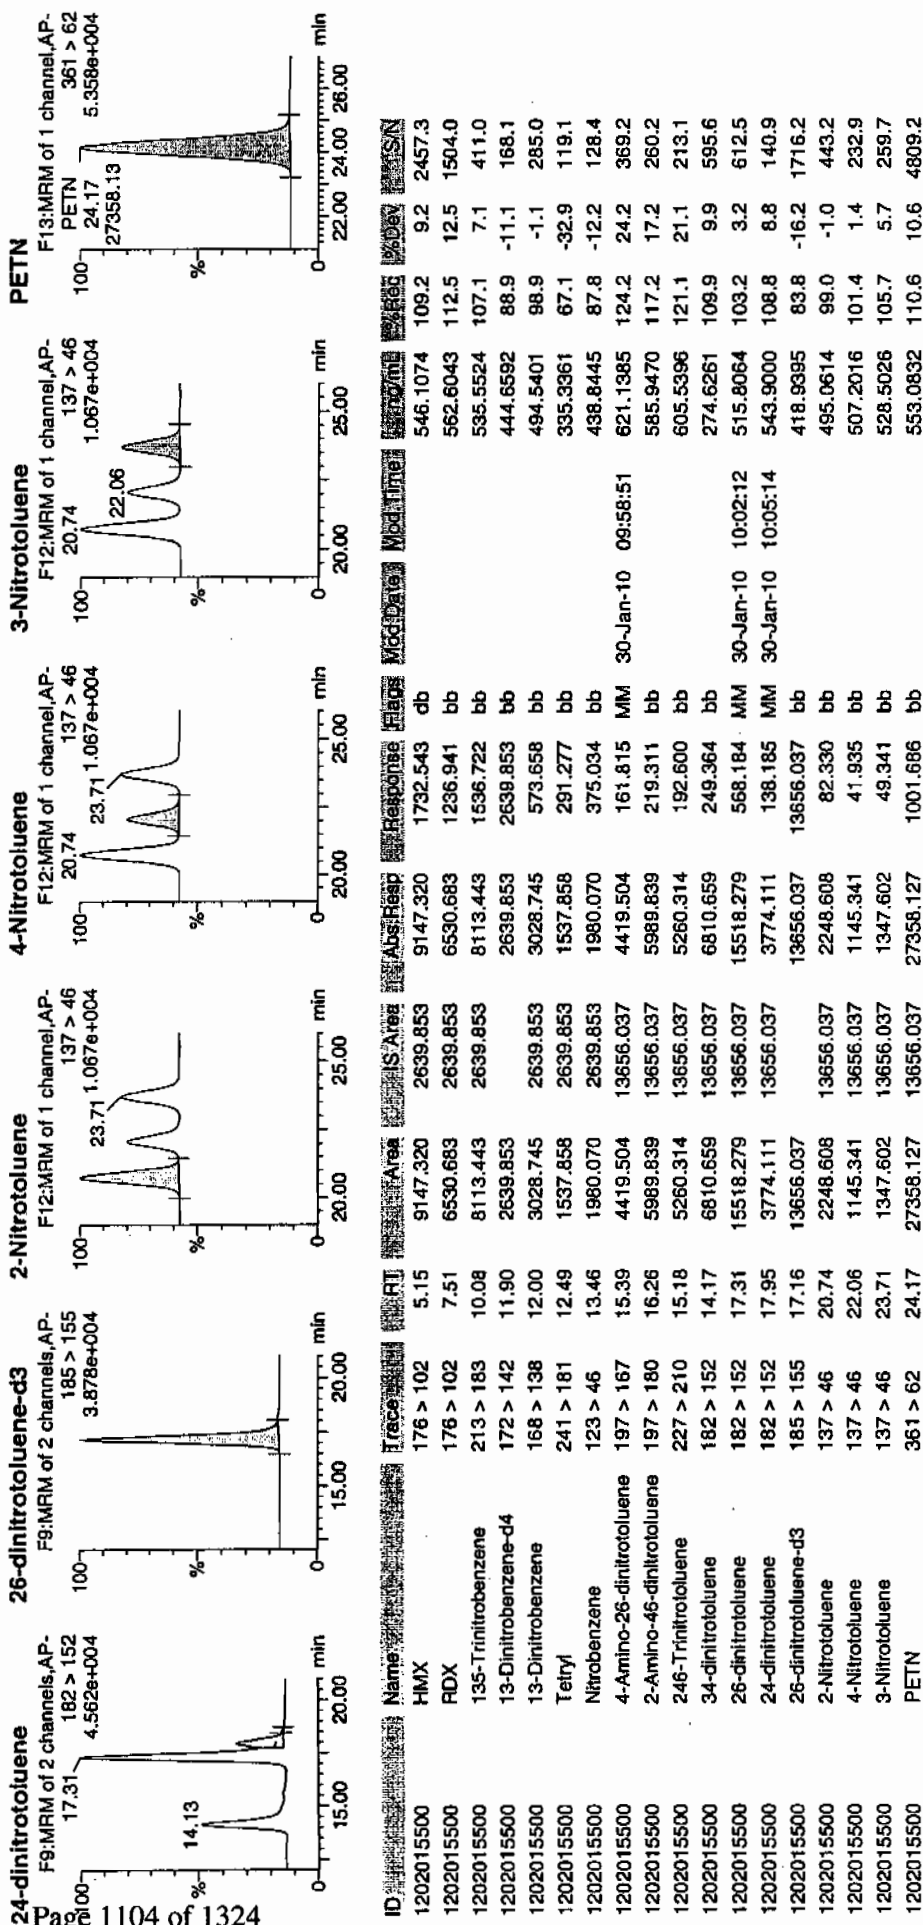 24-dinitrotoluene
F9:MRM of 2 channels,AP-
182 > 152
4.562e+004
17.31
14.13
100
%
0
15.00
20.00
min
26-dinitrotoluene-d3
F9:MRM of 2 channels,AP-
185 > 155
3.878e+004
100
%
0
15.00
20.00
min
2-Nitrotoluene
F12:MRM of 1 channel,AP-
137 > 46
23.71 1.067e+004
100
%
0
20.00
25.00
min
4-Nitrotoluene
F12:MRM of 1 channel,AP-
20.74
137 > 46
23.71 1.067e+004
100
%
0
20.00
25.00
min
3-Nitrotoluene
F12:MRM of 1 channel,AP-
20.74
137 > 46
1.067e+004
22.06
100
%
0
20.00
25.00
min
PETN
F13:MRM of 1 channel,AP-
PETN
361 > 62
24.17
5.358e+004
27358.13
100
%
0
22.00
24.00
26.00
min
ID Name Trace RT Area IS Area Abs.Resp Response Flags Mod.Date Mod.Time ng/mL %Rec %Dev S/N
1202015500 HMX 176 > 102 5.15 9147.320 2639.853 9147.320 1732.543 db 546.1074 109.2 9.2 2457.3
1202015500 RDX 176 > 102 7.51 6530.683 2639.853 6530.683 1236.941 bb 562.6043 112.5 12.5 1504.0
1202015500 135-Trinitrobenzene 213 > 183 10.08 8113.443 2639.853 8113.443 1536.722 bb 535.5524 107.1 7.1 411.0
1202015500 13-Dinitrobenzene-d4 172 > 142 11.90 2639.853 2639.853 2639.853 bb 444.6592 88.9 -11.1 168.1
1202015500 13-Dinitrobenzene 168 > 138 12.00 3028.745 2639.853 3028.745 573.658 bb 494.5401 98.9 -1.1 285.0
1202015500 Tetryl 241 > 181 12.49 1537.858 2639.853 1537.858 291.277 bb 335.3361 67.1 -32.9 119.1
1202015500 Nitrobenzene 123 > 46 13.46 1980.070 2639.853 1980.070 375.034 bb 438.8445 87.8 -12.2 128.4
1202015500 4-Amino-26-dinitrotoluene 197 > 167 15.39 4419.504 13656.037 4419.504 161.815 MM 30-Jan-10 09:58:51 621.1385 124.2 24.2 369.2
1202015500 2-Amino-46-dinitrotoluene 197 > 180 16.26 5989.839 13656.037 5989.839 219.311 bb 585.9470 117.2 17.2 260.2
1202015500 246-Trinitrotoluene 227 > 210 15.18 5260.314 13656.037 5260.314 192.600 bb 605.5396 121.1 21.1 213.1
1202015500 34-dinitrotoluene 182 > 152 14.17 6810.659 13656.037 6810.659 249.364 bb 274.6261 109.9 9.9 595.6
1202015500 26-dinitrotoluene 182 > 152 17.31 15518.279 13656.037 15518.279 568.184 MM 30-Jan-10 10:02:12 515.8064 103.2 3.2 612.5
1202015500 24-dinitrotoluene 182 > 152 17.95 3774.111 13656.037 3774.111 138.185 MM 30-Jan-10 10:05:14 543.9000 108.8 8.8 140.9
1202015500 26-dinitrotoluene-d3 185 > 155 17.16 13656.037 13656.037 13656.037 bb 418.9395 83.8 -16.2 1716.2
1202015500 2-Nitrotoluene 137 > 46 20.74 2248.608 13656.037 2248.608 82.330 bb 495.0614 99.0 -1.0 443.2
1202015500 4-Nitrotoluene 137 > 46 22.06 1145.341 13656.037 1145.341 41.935 bb 507.2016 101.4 1.4 232.9
1202015500 3-Nitrotoluene 137 > 46 23.71 1347.602 13656.037 1347.602 49.341 bb 528.5026 105.7 5.7 259.7
1202015500 PETN 361 > 62 24.17 27358.127 13656.037 27358.127 1001.686 bb 553.0832 110.6 10.6 4809.2
Page 1104 of 1324